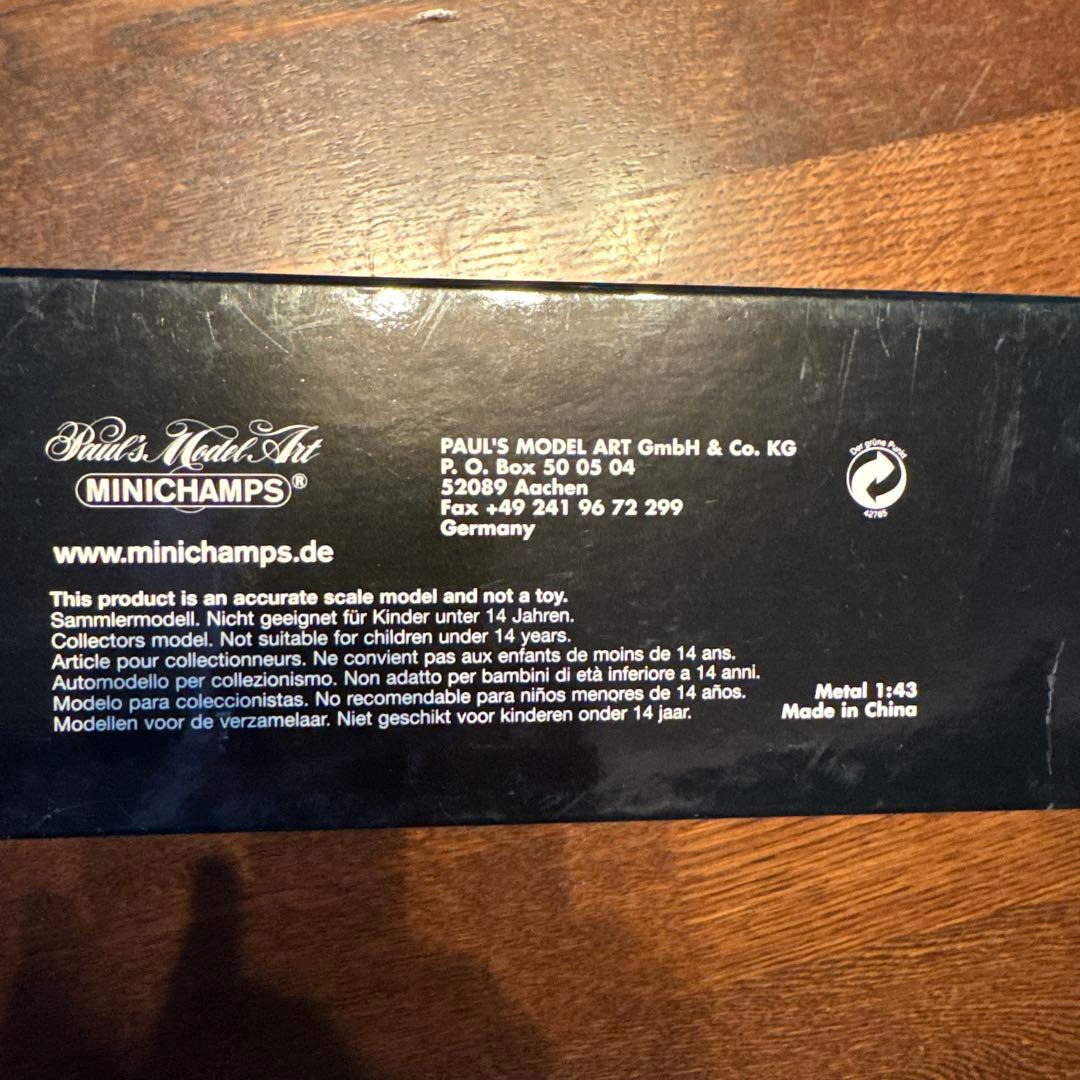 Paul's Model Art
MINICHAMPS®
www.minichamps.de
PAUL'S MODEL ART GmbH & Co. KG
P. O. Box 50 05 04
52089 Aachen
Fax +49 241 96 72 299
Germany
Der grüne Punkt
42765
This product is an accurate scale model and not a toy.
Sammlermodell. Nicht geeignet für Kinder unter 14 Jahren.
Collectors model. Not suitable for children under 14 years.
Article pour collectionneurs. Ne convient pas aux enfants de moins de 14 ans.
Automodello per collezionismo. Non adatto per bambini di età inferiore a 14 anni.
Modelo para coleccionistas. No recomendable para niños menores de 14 años.
Modellen voor de verzamelaar. Niet geschikt voor kinderen onder 14 jaar.
Metal 1:43
Made in China